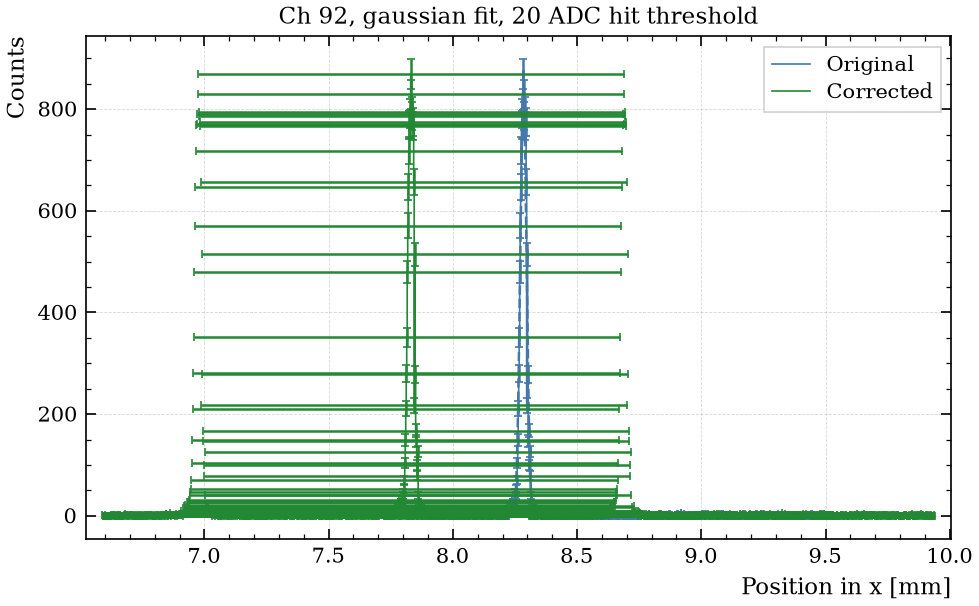 Ch 92, gaussian fit, 20 ADC hit threshold
Counts
Original
Corrected
800
600
400
200
0
7.0 7.5 8.0 8.5 9.0 9.5 10.0
Position in x [mm]